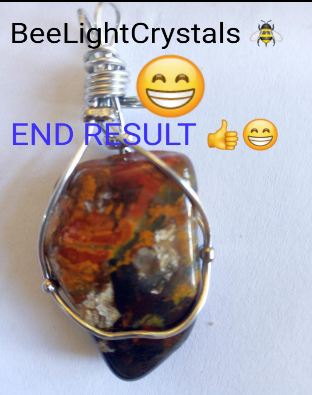 BeeLightCrystals 🐝
😁
END RESULT 👍😁